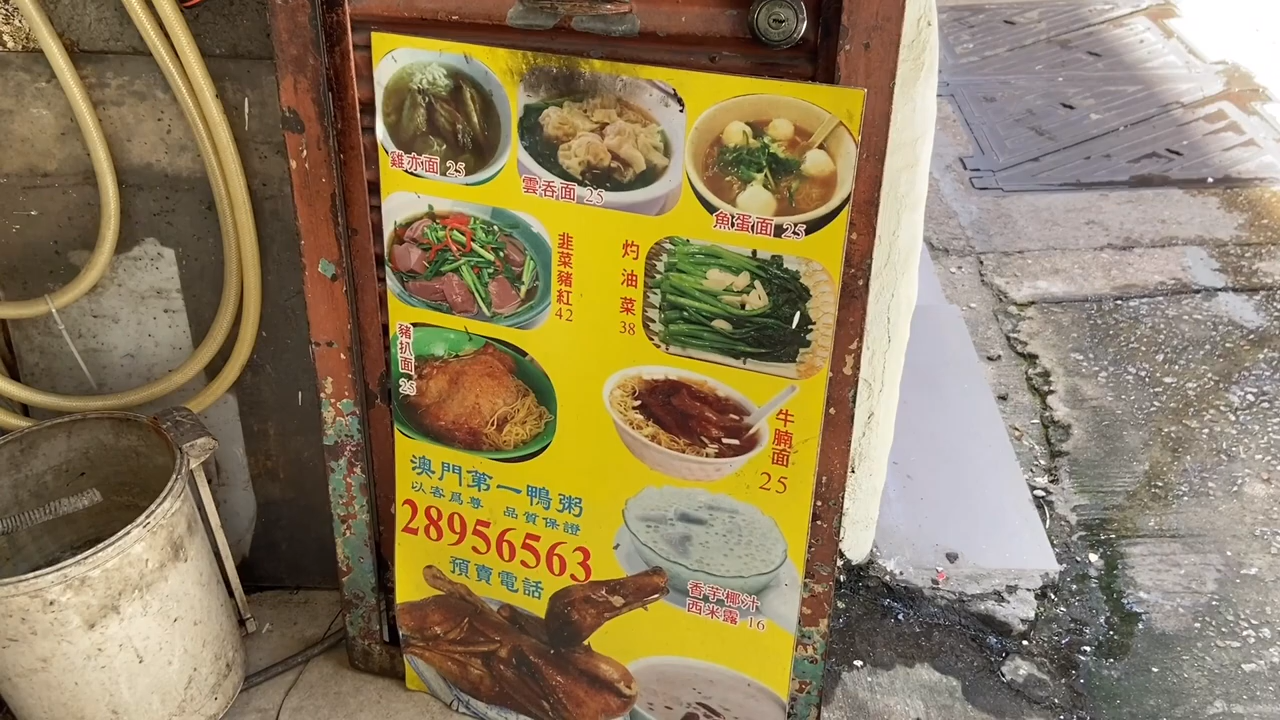 雞亦面 25
雲吞面 25
魚蛋面 25
韭菜豬紅 42
灼油菜 38
豬扒面 25
牛腩面 25
澳門第一鴨粥
以客爲尊 品質保證
28956563
預賣電話
香芋椰汁
西米露 16